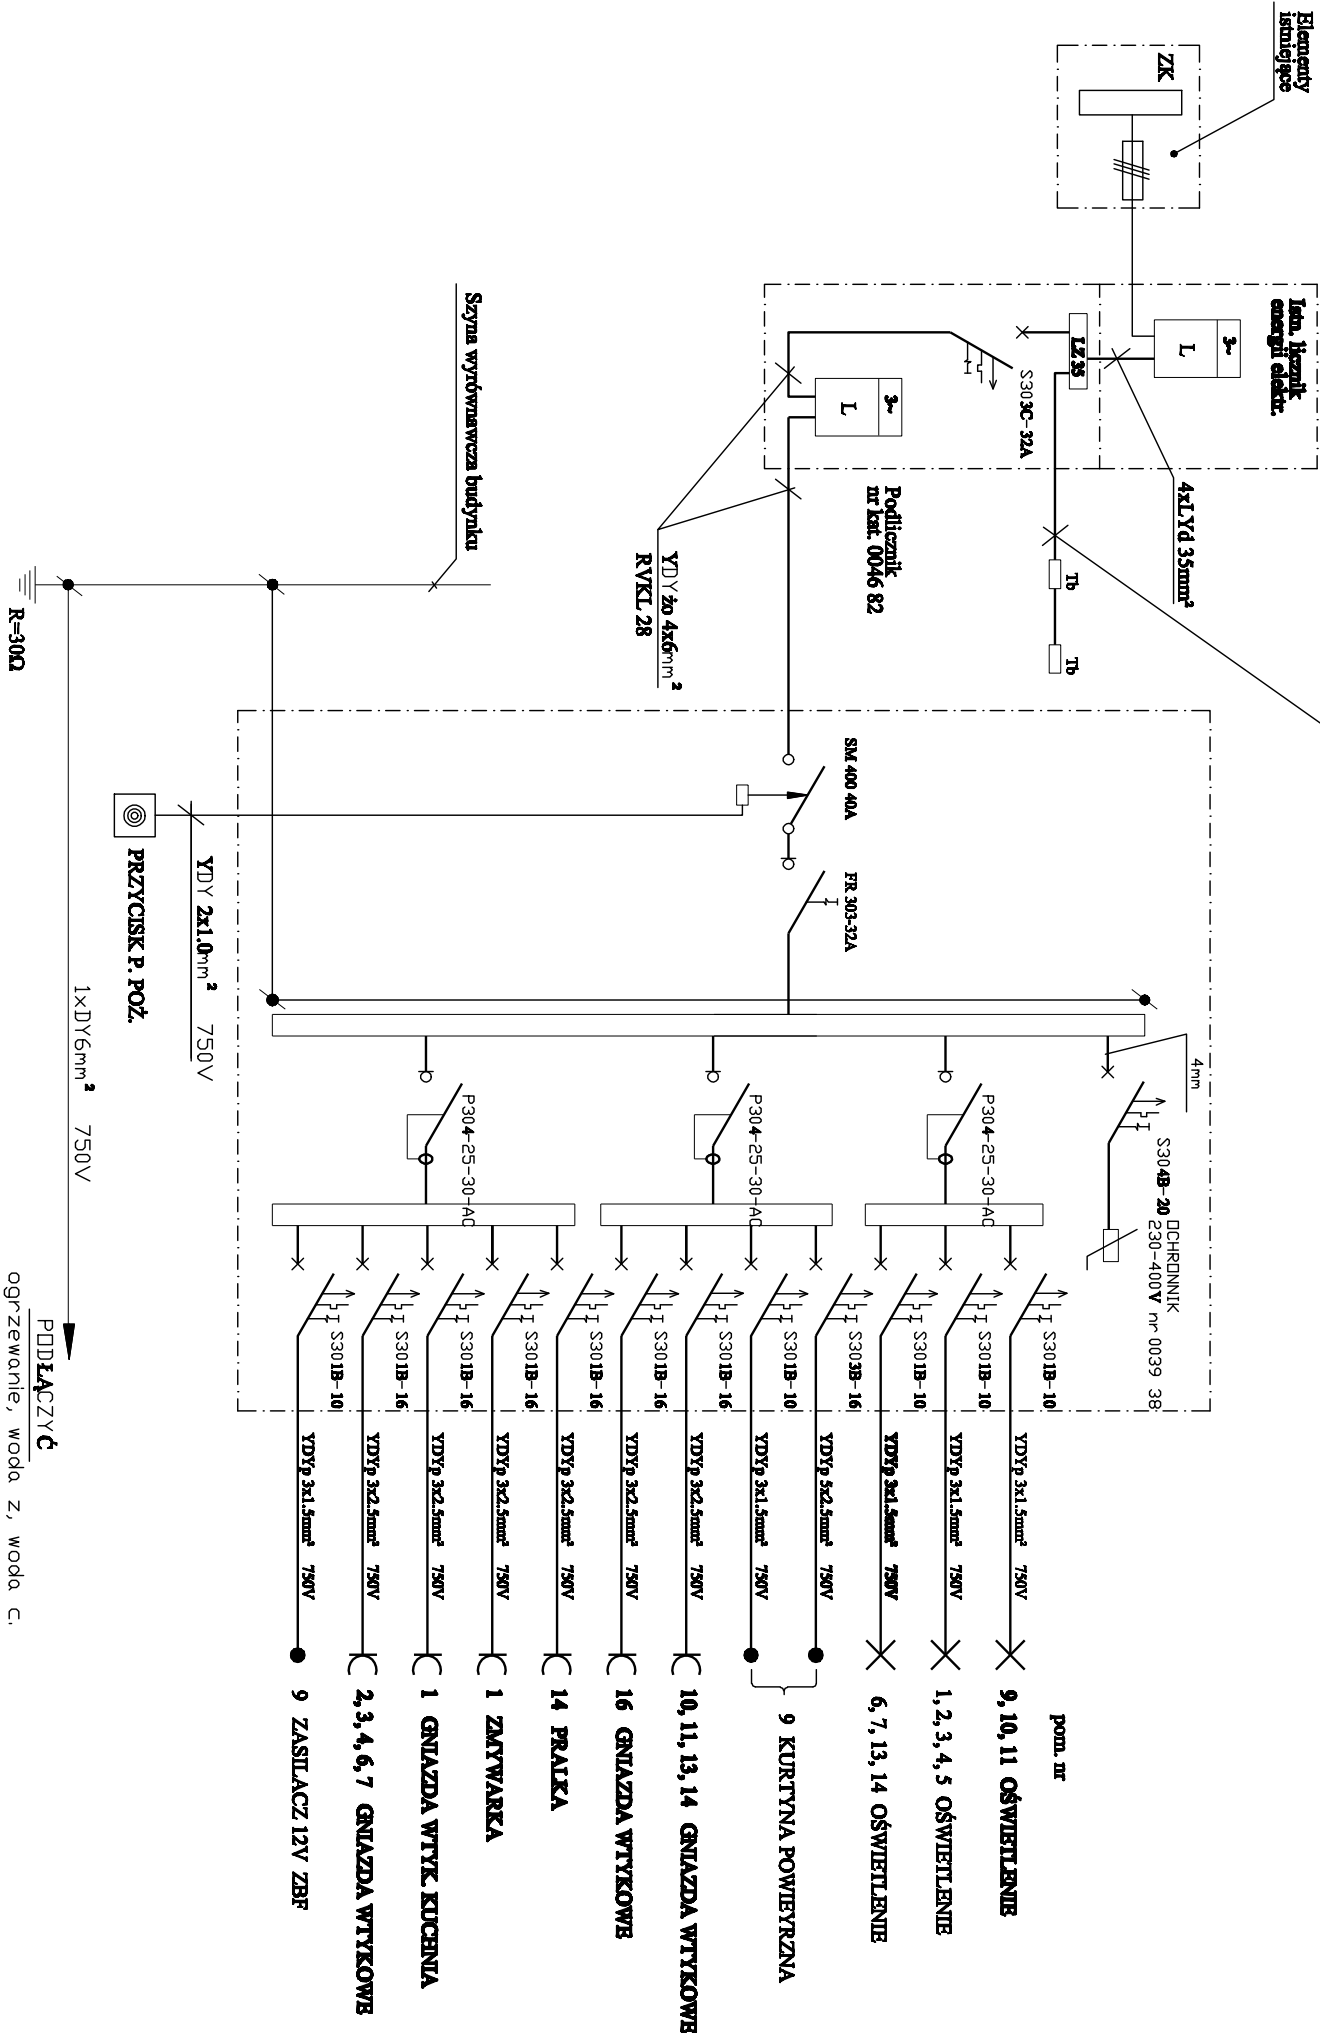 Elementy
istniejące
ZK
Istn. licznik
energii elektr.
3~
L
4xLYd 35mm²
LZ 35
Tb
Tb
S303C-32A
3~
L
Podlicznik
nr kat. 0046 82
YDY żo 4x6mm²
RVKL 28
Szyna wyrównawcza budynku
R=30Ω
SM 400 40A
FR 303-32A
YDY 2x1.0mm² 750V
PRZYCISK P. POŻ.
1xDY6mm² 750V
PODŁĄCZYĆ
ogrzewanie, woda z, woda c.
4mm
S304B-20
OCHRONNIK
230-400V nr 0039 38
P304-25-30-AC
P304-25-30-AC
P304-25-30-AC
pom. nr
S301B-10 YDYp 3x1.5mm² 750V 9, 10, 11 OŚWIETLENIE
S301B-10 YDYp 3x1.5mm² 750V 1, 2, 3, 4, 5 OŚWIETLENIE
S301B-10 YDYp 3x1.5mm² 750V 6, 7, 13, 14 OŚWIETLENIE
S303B-16 YDYp 5x2.5mm² 750V
9 KURTYNA POWIEYRZNA
S301B-10 YDYp 3x1.5mm² 750V
S301B-16 YDYp 3x2.5mm² 750V 10, 11, 13, 14 GNIAZDA WTYKOWE
S301B-16 YDYp 3x2.5mm² 750V 16 GNIAZDA WTYKOWE
S301B-16 YDYp 3x2.5mm² 750V 14 PRALKA
S301B-16 YDYp 3x2.5mm² 750V 1 ZMYWARKA
S301B-16 YDYp 3x2.5mm² 750V 1 GNIAZDA WTYK. KUCHNIA
S301B-16 YDYp 3x2.5mm² 750V 2, 3, 4, 6, 7 GNIAZDA WTYKOWE
S301B-10 YDYp 3x1.5mm² 750V 9 ZASILACZ 12V ZBF